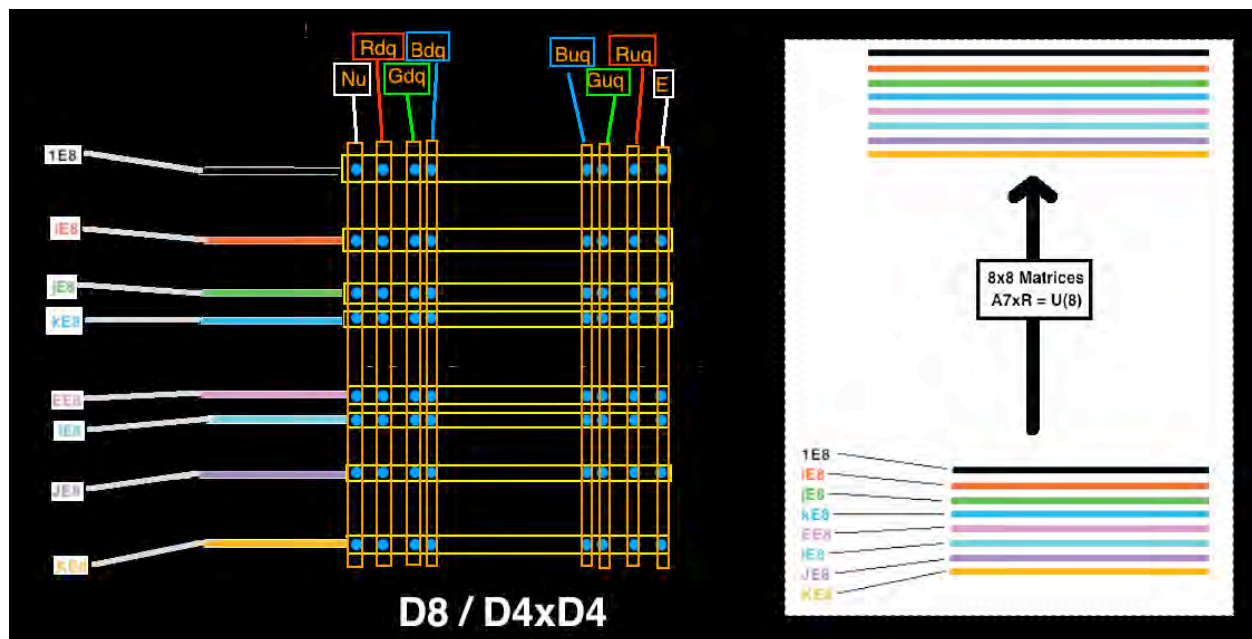 Rdq Bdq Buq Ruq
Nu Gdq Guq E
1E8
iE8
jE8
kE8
EE8
IE8
JE8
KE8
D8 / D4xD4
8x8 Matrices
A7xR = U(8)
1E8
iE8
jE8
kE8
EE8
IE8
JE8
KE8